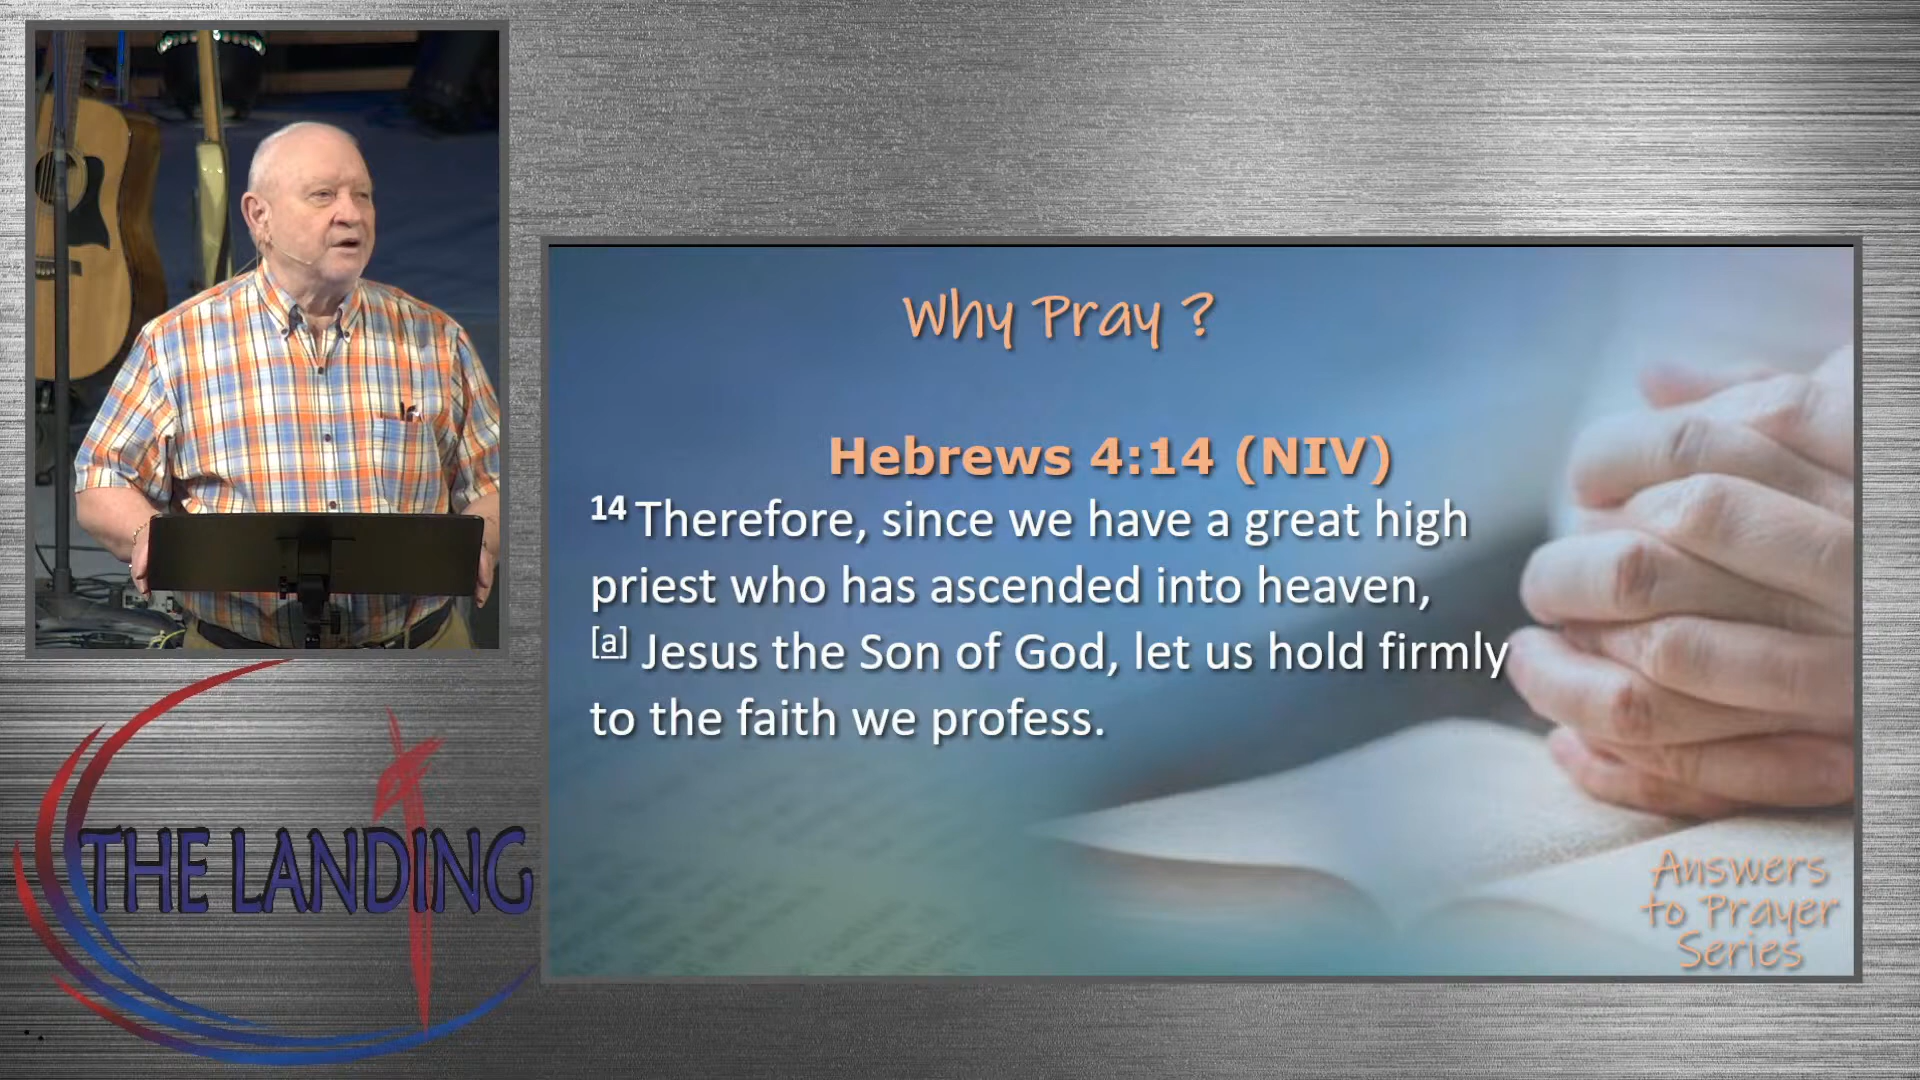 Why Pray ?
Hebrews 4:14 (NIV)
14 Therefore, since we have a great high
priest who has ascended into heaven,
[a] Jesus the Son of God, let us hold firmly
to the faith we profess.
Answers
to Prayer
Series
THE LANDING